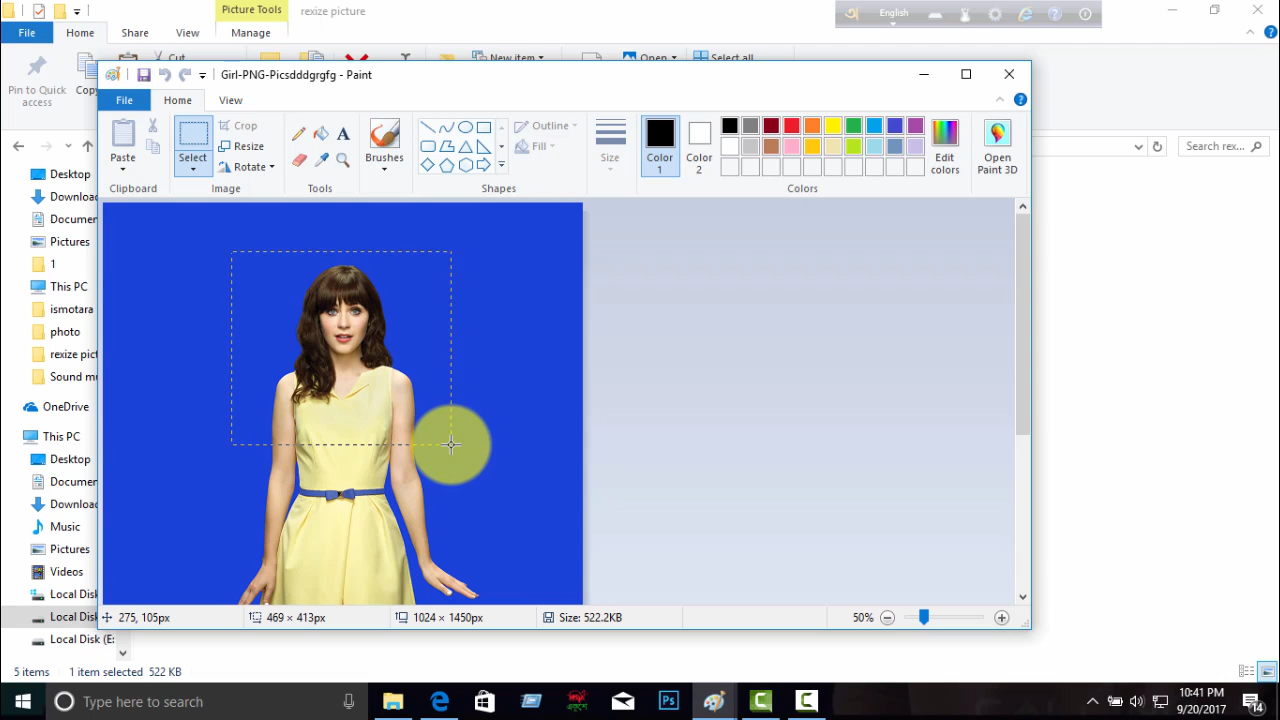 Picture Tools
rexize picture
File
Home
Share
View
Manage
English
Cut
New item
Open
Select all
Pin to Quick
access
Copy
Girl-PNG-Picsdddgrgfg - Paint
File
Home
View
Paste
Select
Crop
Resize
Rotate
Brushes
Outline
Fill
Size
Color
1
Color
2
Edit
colors
Open
Paint 3D
Clipboard
Image
Tools
Shapes
Colors
Search rex...
Desktop
Download
Documen
Pictures
1
This PC
ismotara
photo
rexize pict
Sound mu
OneDrive
This PC
Desktop
Documen
Download
Music
Pictures
Videos
Local Disk
Local Disk
Local Disk (E:
275, 105px
469 × 413px
1024 × 1450px
Size: 522.2KB
50%
5 items
1 item selected 522 KB
Type here to search
Ps
10:41 PM
9/20/2017
14